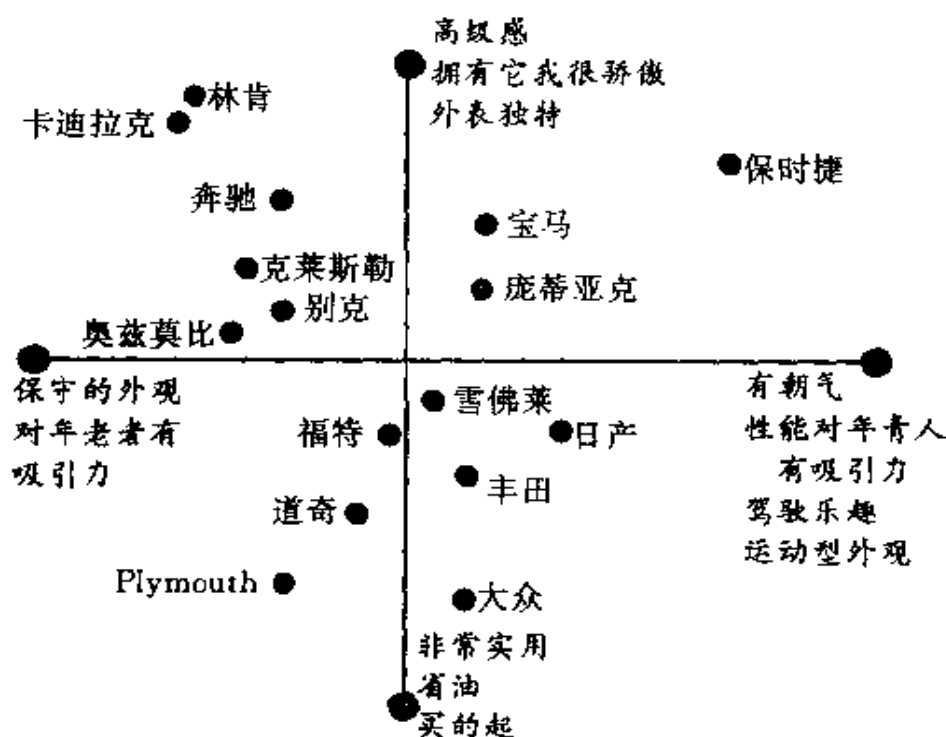 高级感
拥有它我很骄傲
外表独特
林肯
卡迪拉克
保时捷
奔驰
宝马
克莱斯勒
庞蒂亚克
别克
奥兹莫比
保守的外观
对年老者有
吸引力
有朝气
性能对年青人
有吸引力
驾驶乐趣
运动型外观
雪佛莱
福特
日产
丰田
道奇
Plymouth
大众
非常实用
省油
买的起